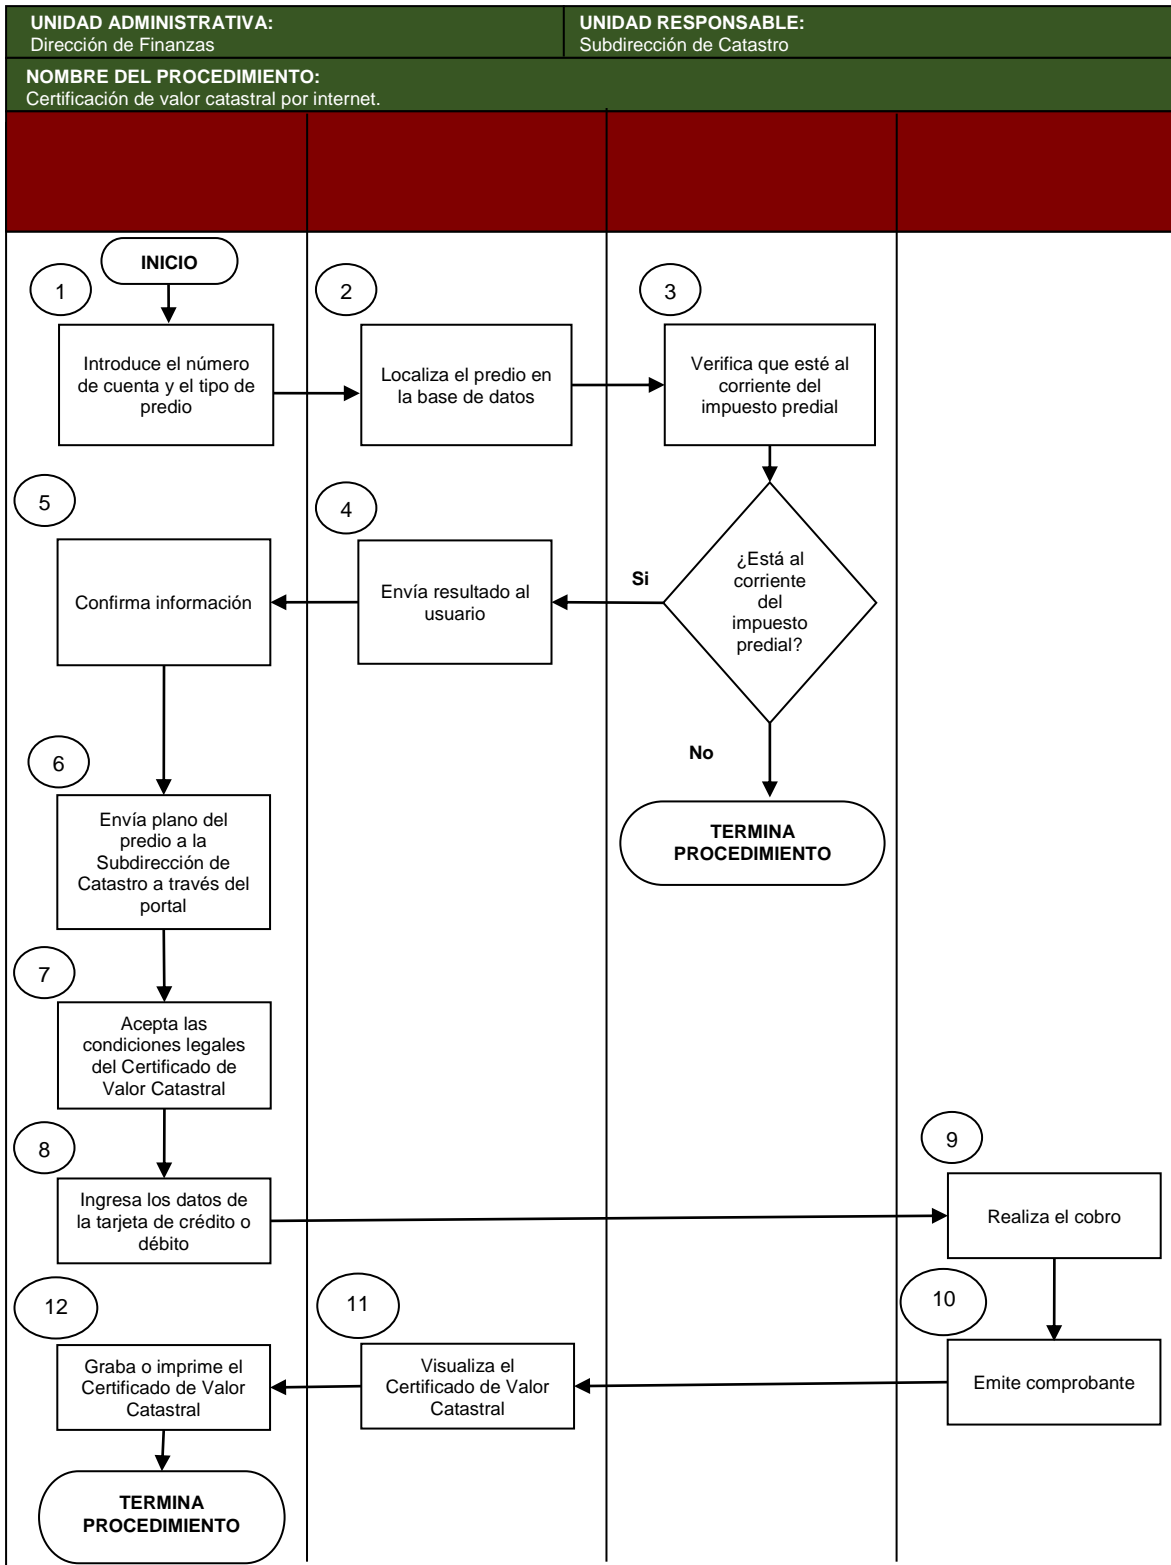 UNIDAD ADMINISTRATIVA:
Dirección de Finanzas
UNIDAD RESPONSABLE:
Subdirección de Catastro
NOMBRE DEL PROCEDIMIENTO:
Certificación de valor catastral por internet.
INICIO
1
Introduce el número
de cuenta y el tipo de
predio
2
Localiza el predio en
la base de datos
3
Verifica que esté al
corriente del
impuesto predial
¿Está al
corriente
del
impuesto
predial?
Si
No
TERMINA
PROCEDIMIENTO
4
Envía resultado al
usuario
5
Confirma información
6
Envía plano del
predio a la
Subdirección de
Catastro a través del
portal
7
Acepta las
condiciones legales
del Certificado de
Valor Catastral
8
Ingresa los datos de
la tarjeta de crédito o
débito
9
Realiza el cobro
10
Emite comprobante
11
Visualiza el
Certificado de Valor
Catastral
12
Graba o imprime el
Certificado de Valor
Catastral
TERMINA
PROCEDIMIENTO